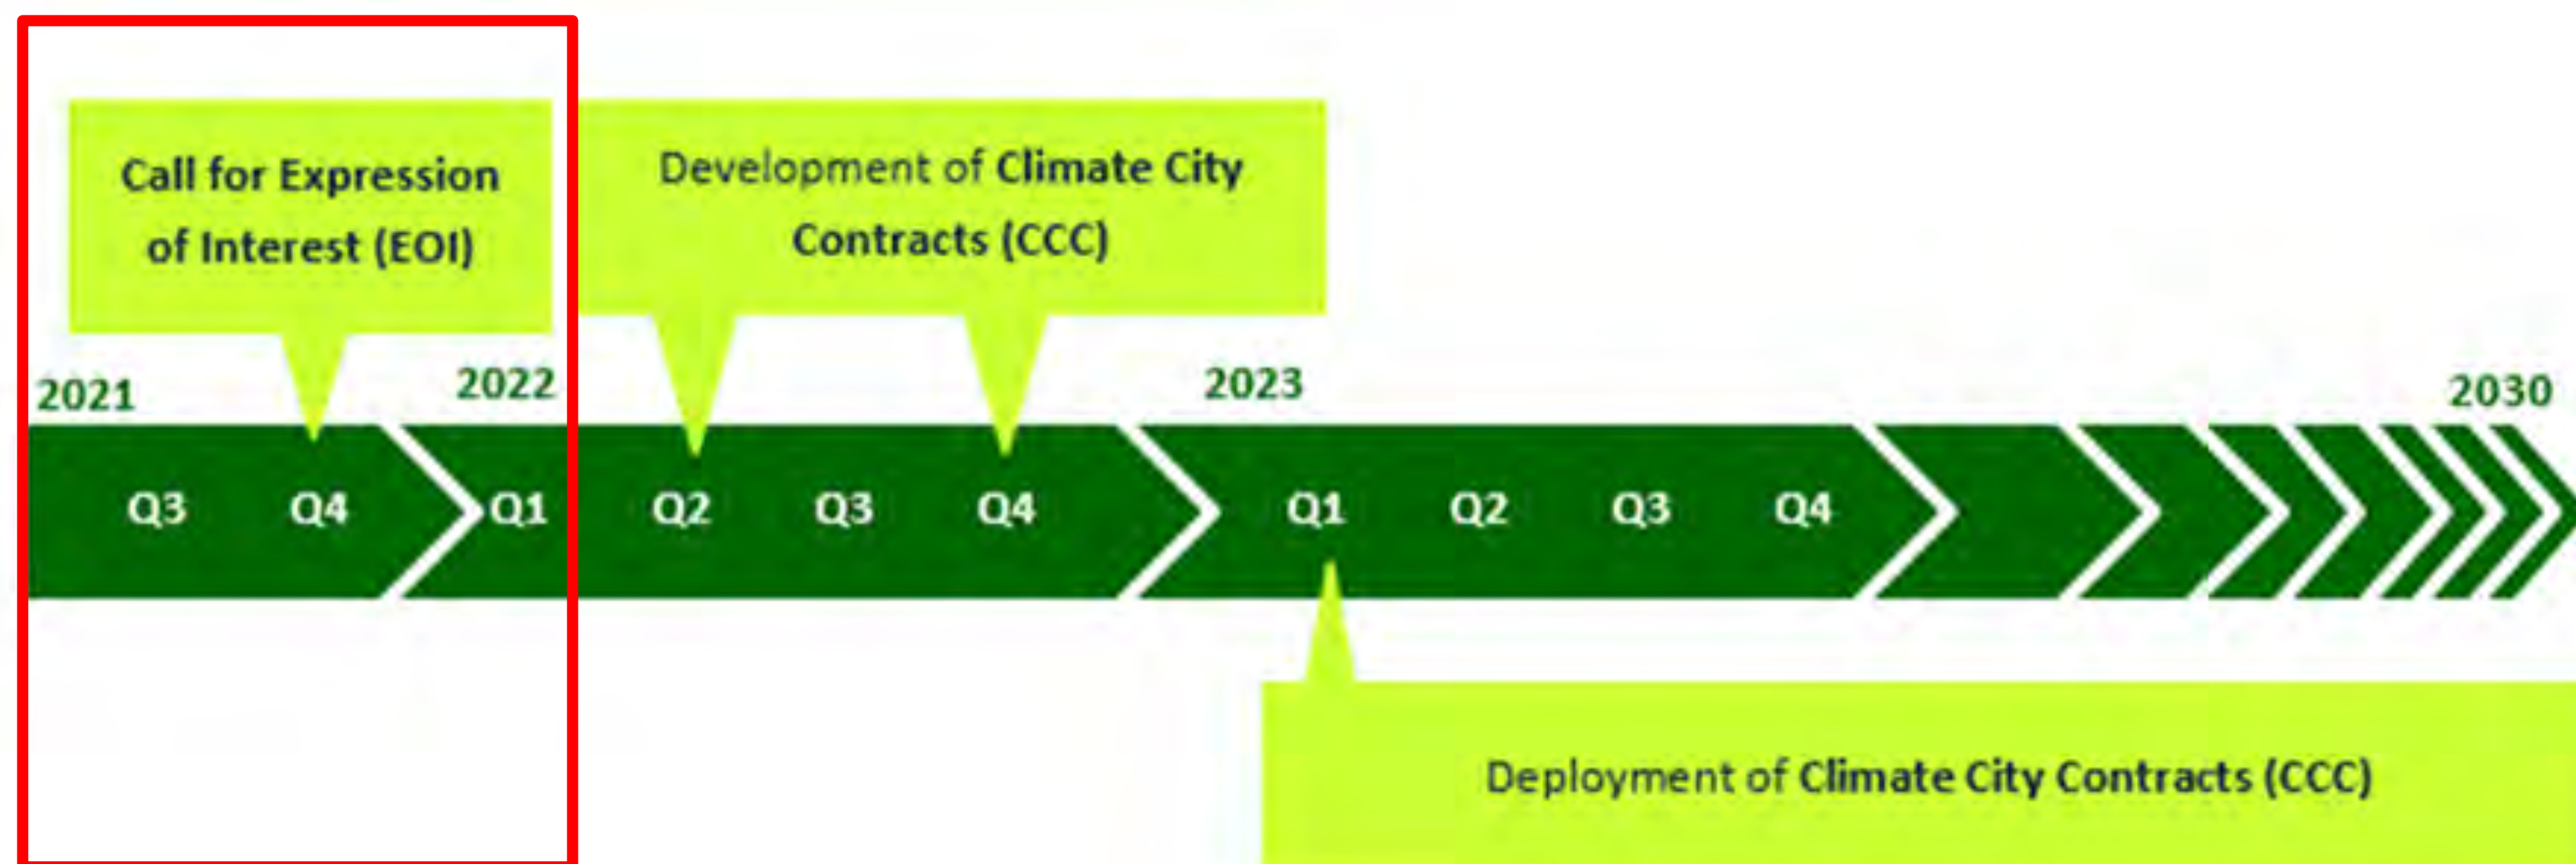 Call for Expression
of Interest (EOI)
Development of Climate City
Contracts (CCC)
2021
2022
2023
2030
Q3 Q4 Q1 Q2 Q3 Q4 Q1 Q2 Q3 Q4
Deployment of Climate City Contracts (CCC)